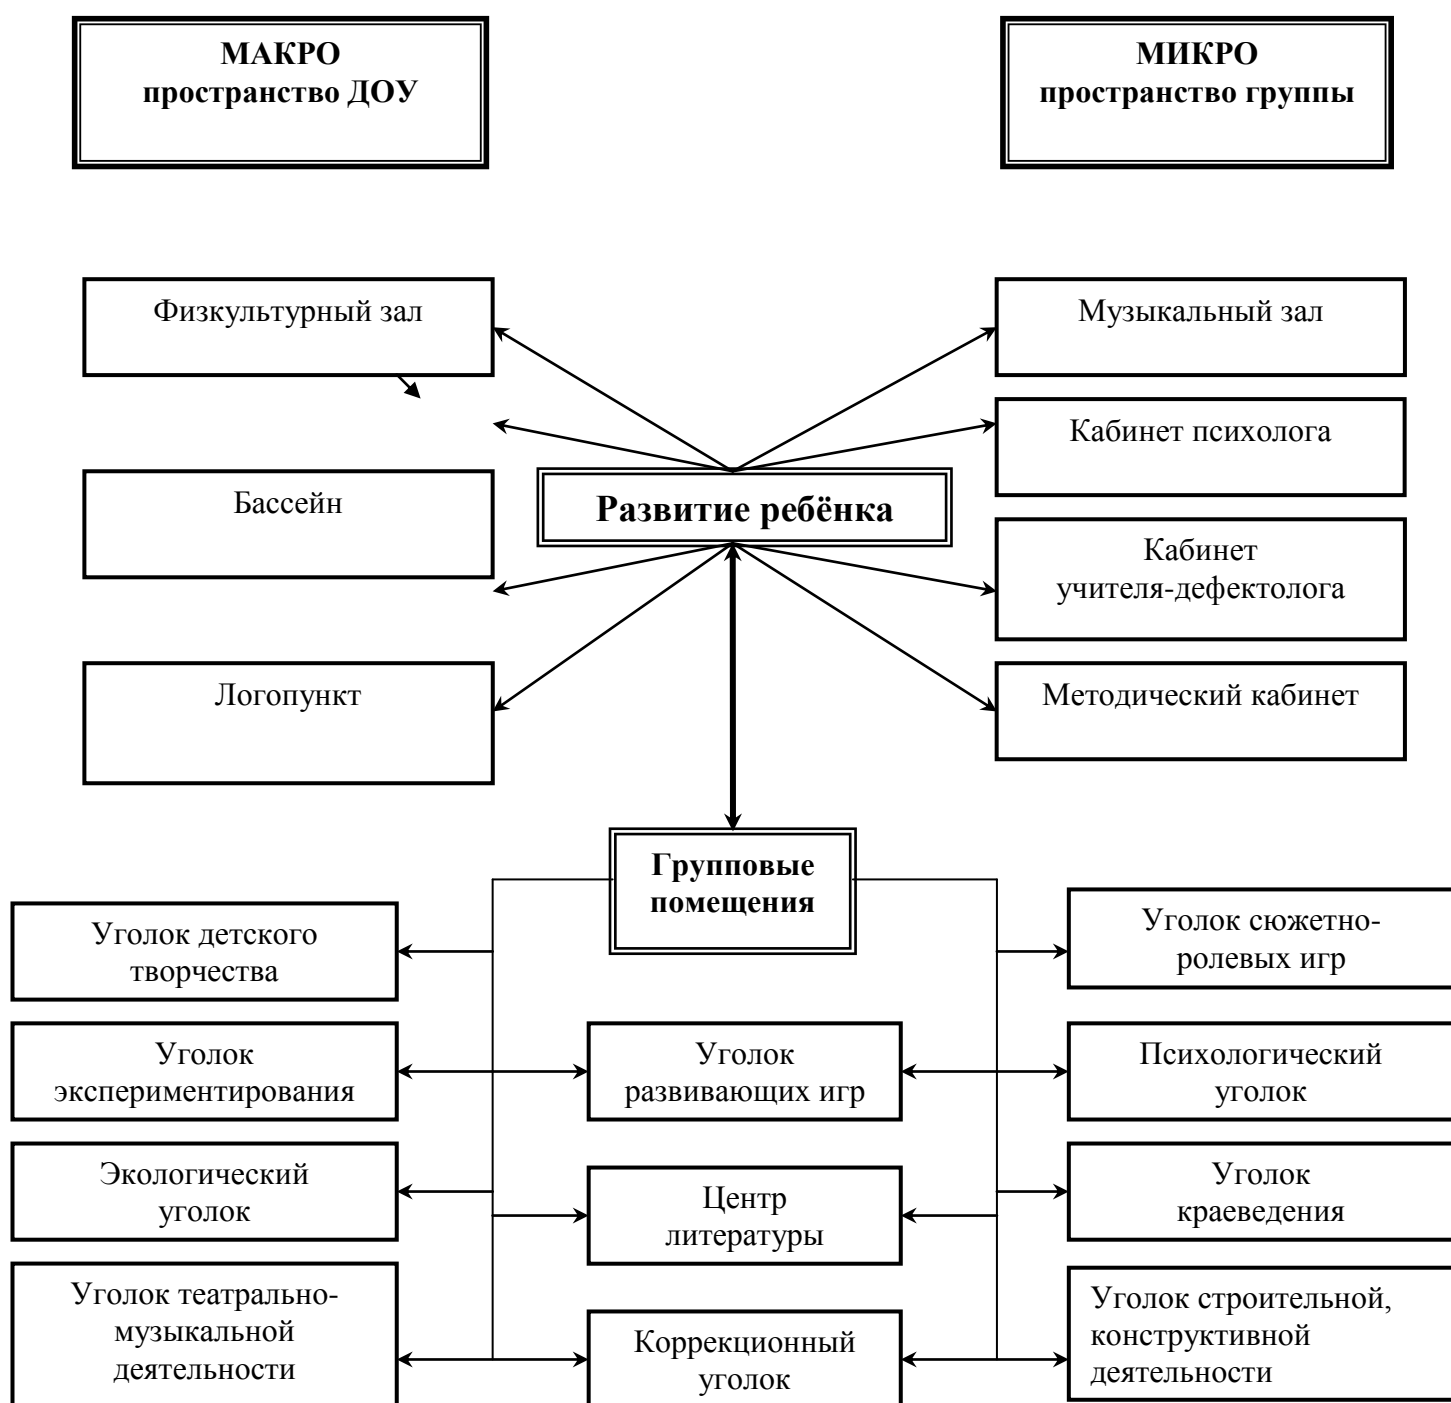 МАКРО
пространство ДОУ
МИКРО
пространство группы
Физкультурный зал
Музыкальный зал
Кабинет психолога
Бассейн
Развитие ребёнка
Кабинет
учителя-дефектолога
Логопункт
Методический кабинет
Групповые
помещения
Уголок детского
творчества
Уголок сюжетно-
ролевых игр
Уголок
экспериментирования
Уголок
развивающих игр
Психологический
уголок
Экологический
уголок
Центр
литературы
Уголок
краеведения
Уголок театрально-
музыкальной
деятельности
Коррекционный
уголок
Уголок строительной,
конструктивной
деятельности